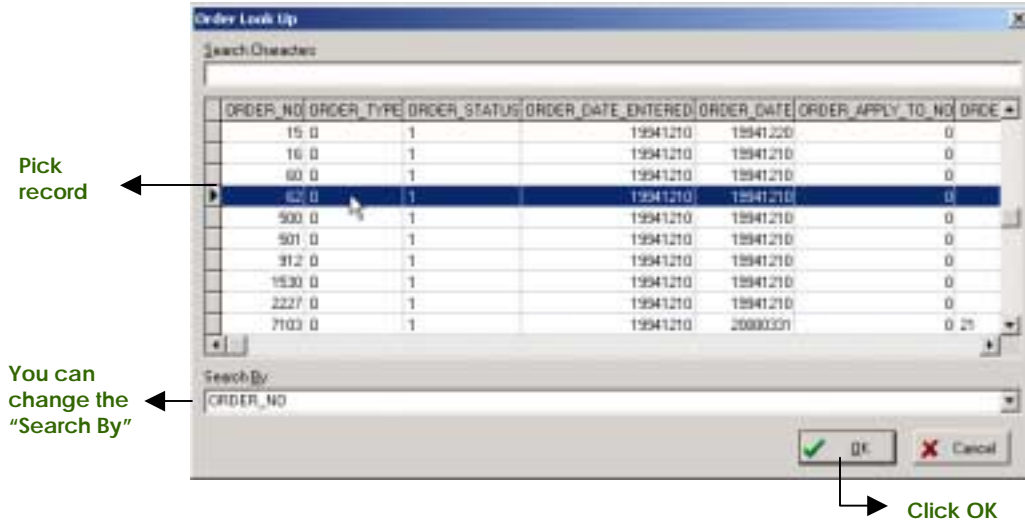 Order Look Up
Search Characters
ORDER_NO ORDER_TYPE ORDER_STATUS ORDER_DATE_ENTERED ORDER_DATE ORDER_APPLY_TO_NO ORDE
15 0 1 19941210 19941220 0
16 0 1 19941210 19941210 0
60 0 1 19941210 19941210 0
62 0 1 19941210 19941210 0
500 0 1 19941210 19941210 0
501 0 1 19941210 19941210 0
912 0 1 19941210 19941210 0
1530 0 1 19941210 19941210 0
2227 0 1 19941210 19941210 0
7103 0 1 19941210 20000331 0 21
Pick
record
Search By
ORDER_NO
You can
change the
“Search By”
OK Cancel
Click OK